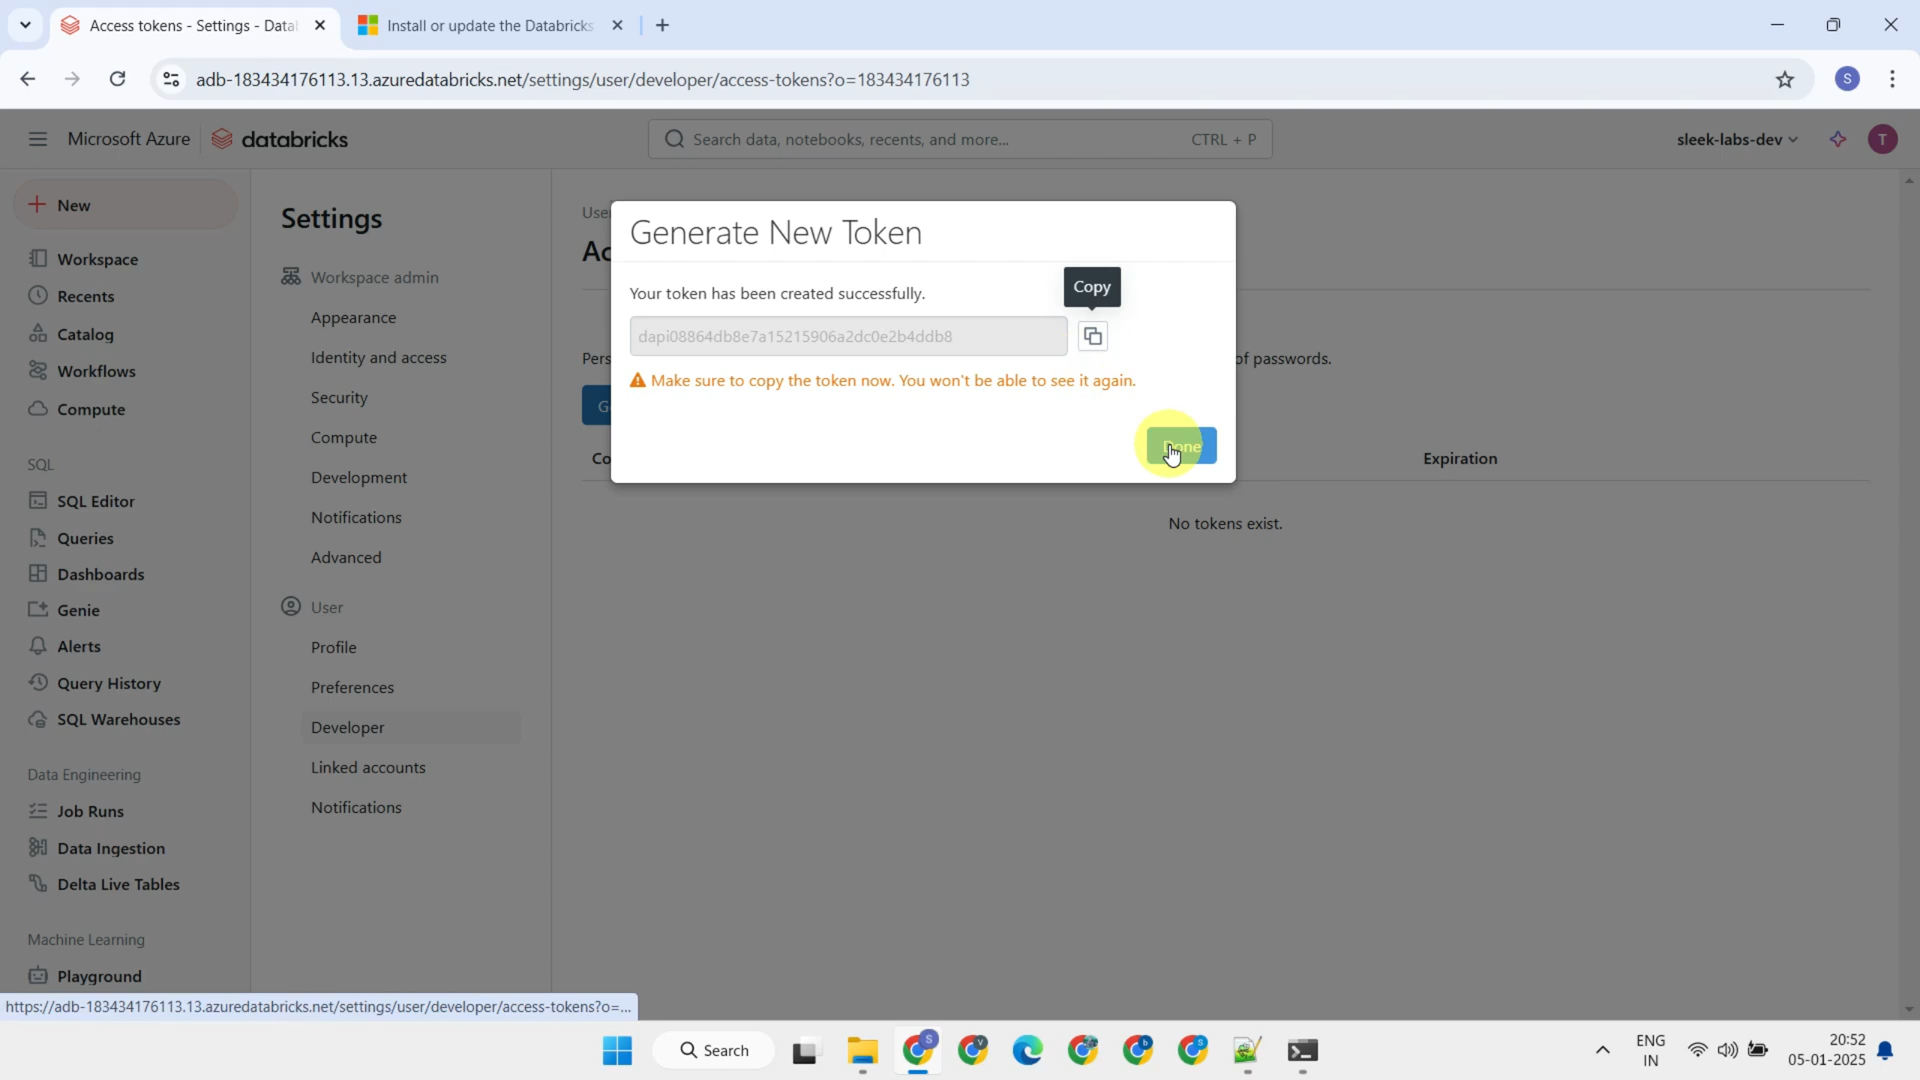 Access tokens - Settings - Data
Install or update the Databricks
adb-183434176113.13.azuredatabricks.net/settings/user/developer/access-tokens?o=183434176113
S
Microsoft Azure
databricks
Search data, notebooks, recents, and more...
CTRL + P
sleek-labs-dev
T
New
Workspace
Recents
Catalog
Workflows
Compute
SQL
SQL Editor
Queries
Dashboards
Genie
Alerts
Query History
SQL Warehouses
Data Engineering
Job Runs
Data Ingestion
Delta Live Tables
Machine Learning
Playground
Settings
Workspace admin
Appearance
Identity and access
Security
Compute
Development
Notifications
Advanced
User
Profile
Preferences
Developer
Linked accounts
Notifications
Generate New Token
Your token has been created successfully.
Copy
dapi08864db8e7a15215906a2dc0e2b4ddb8
Make sure to copy the token now. You won't be able to see it again.
Done
of passwords.
Expiration
No tokens exist.
https://adb-183434176113.13.azuredatabricks.net/settings/user/developer/access-tokens?o=...
Search
ENG
IN
20:52
05-01-2025